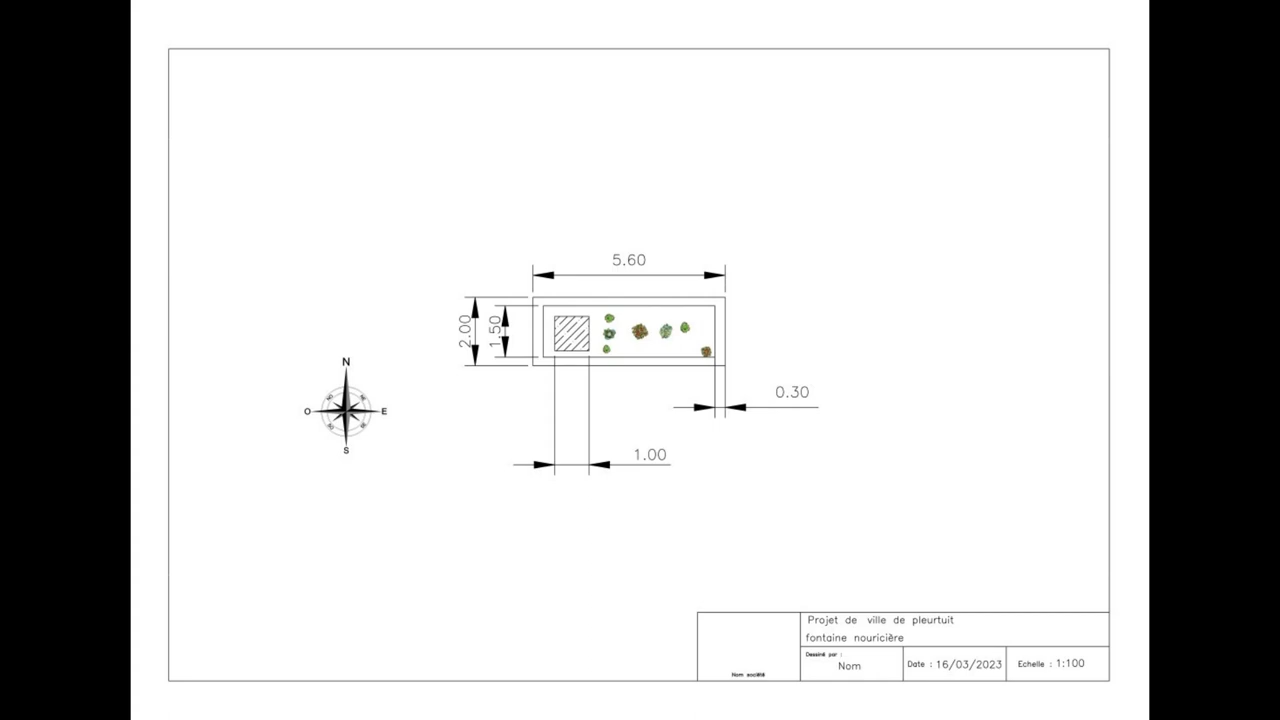 5.60
2.00
1.50
0.30
1.00
N
O
E
S
Projet de ville de pleurtuit
fontaine nouricière
Dessiné par :
Nom
Date : 16/03/2023
Echelle : 1:100
Nom société